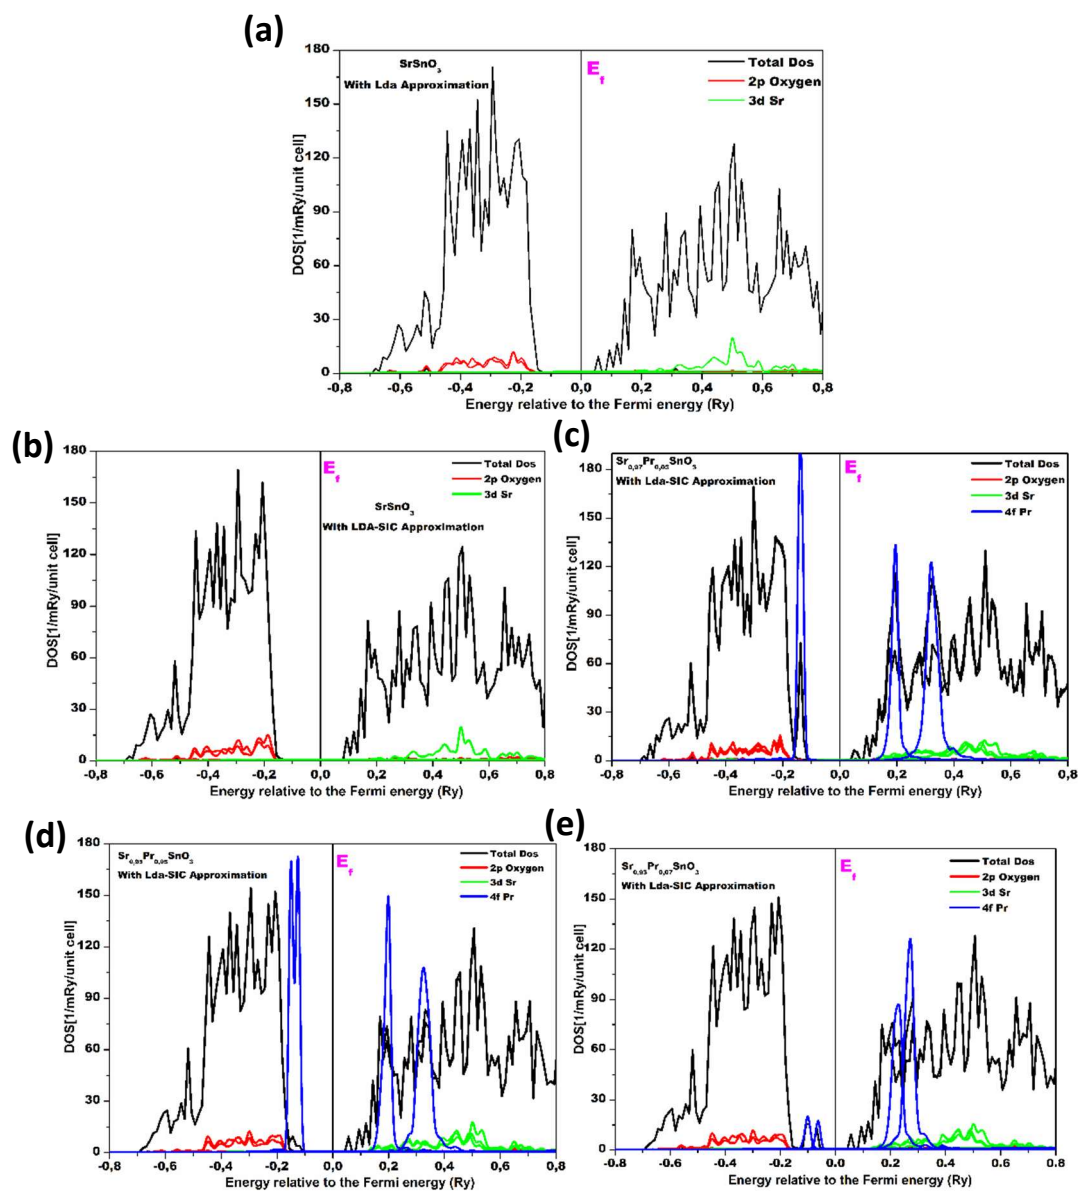 (a)
SrSnO3
With Lda Approximation
Ef
Total Dos
2p Oxygen
3d Sr
DOS[1/mRy/unit cell]
180
150
120
90
60
30
0
-0,8 -0,6 -0,4 -0,2 0,0 0,2 0,4 0,6 0,8
Energy relative to the Fermi energy (Ry)
(b)
Ef
Total Dos
2p Oxygen
3d Sr
SrSnO3
With LDA-SIC Approximation
DOS[1/mRy/unit cell]
180
150
120
90
60
30
0
-0,8 -0,6 -0,4 -0,2 0,0 0,2 0,4 0,6 0,8
Energy relative to the Fermi energy (Ry)
(c)
With Lda-SIC Approximation
Ef
Total Dos
2p Oxygen
3d Sr
4f Pr
DOS[1/mRy/unit cell]
180
150
120
90
60
30
0
-0,8 -0,6 -0,4 -0,2 0,0 0,2 0,4 0,6 0,8
Energy relative to the Fermi energy (Ry)
(d)
With Lda-SIC Approximation
Ef
Total Dos
2p Oxygen
3d Sr
4f Pr
DOS[1/mRy/unit cell]
180
150
120
90
60
30
0
-0,8 -0,6 -0,4 -0,2 0,0 0,2 0,4 0,6 0,8
Energy relative to the Fermi energy (Ry)
(e)
Sr0,93Pr0,07SnO3
With Lda-SIC Approximation
Ef
Total Dos
2p Oxygen
3d Sr
4f Pr
DOS[1/mRy/unit cell]
180
150
120
90
60
30
0
-0,8 -0,6 -0,4 -0,2 0,0 0,2 0,4 0,6 0,8
Energy relative to the Fermi energy (Ry)